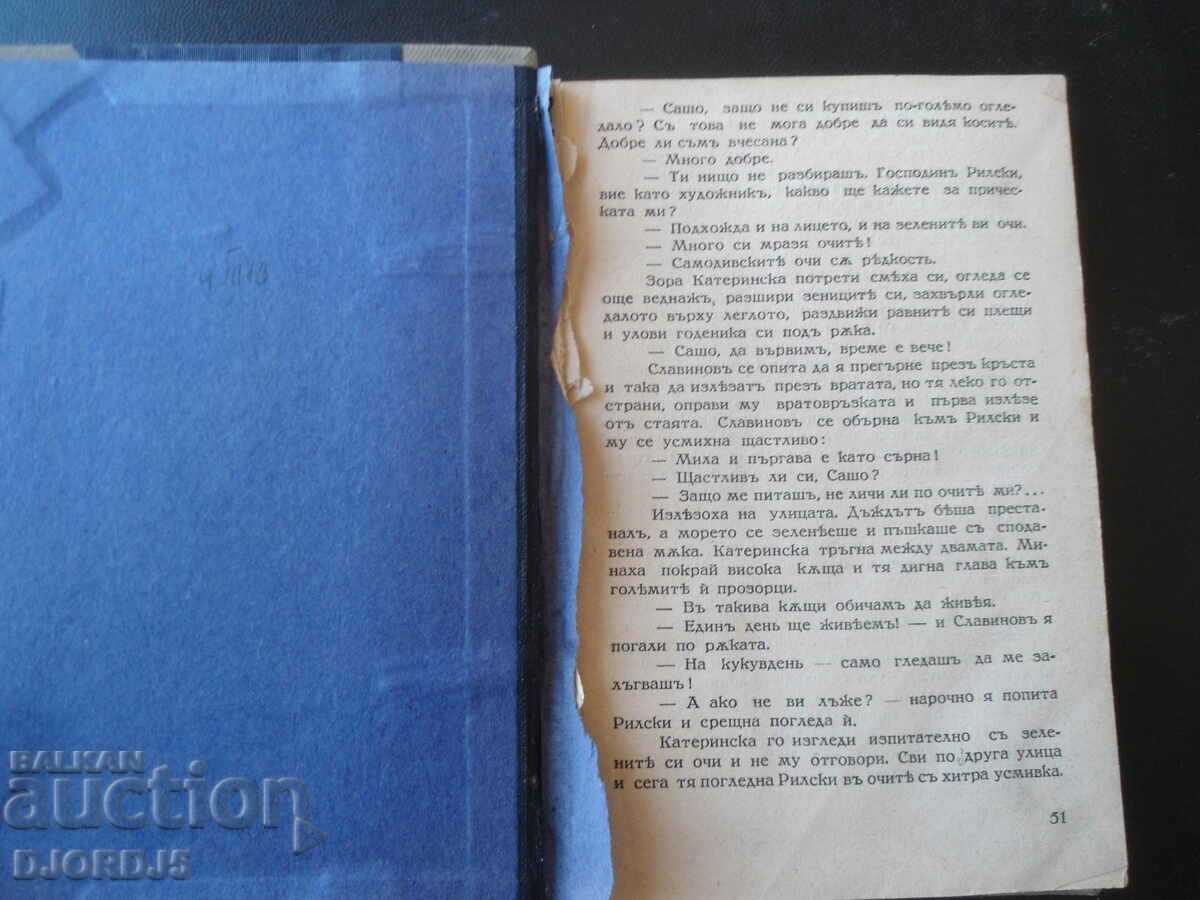 — Сашо, защо не си купишъ по-голѣмо огле-
дало? Съ това не мога добре да си видя коситѣ.
Добре ли съмъ вчесана?
— Много добре.
— Ти нищо не разбирашъ. Господинъ Рилски,
вие като художникъ, какво ще кажете за прическ-
ката ми?
— Подхожда и на лицето, и на зеленитѣ ви очи.
— Много си мразя очитѣ!
— Самодивскитѣ очи сѫ рѣдкость.
Зора Катеринска потрети смѣха си, огледа се
още веднажъ, разшири зеницитѣ си, захвърли огле-
далото върху леглото, раздвижи равнитѣ си плещи
и улови годеника си подъ рѫка.
— Сашо, да вървимъ, време е вече!
Славиновъ се опита да я прегърне презъ кръста
и така да излѣзатъ презъ вратата, но тя леко го от-
страни, оправи му вратовръзката и първа излѣзе
отъ стаята. Славиновъ се обърна къмъ Рилски и
му се усмихна щастливо:
— Мила и пъргава е като сърна!
— Щастливъ ли си, Сашо?
— Защо ме питашъ, не личи ли по очитѣ ми?...
Излѣзоха на улицата. Дъждътъ бѣша преста-
налъ, а морето се зеленѣеше и пъшкаше съ спода-
вена мѫка. Катеринска тръгна между двамата. Ми-
наха покрай висока кѫща и тя дигна глава къмъ
голѣмитѣ ѝ прозорци.
— Въ такива кѫщи обичамъ да живѣя.
— Единъ день ще живѣемъ! — и Славиновъ я
погали по рѫката.
— На кукувдень — само гледашъ да ме за-
лъгвашъ!
— А ако не ви лъже? — нарочно я попита
Рилски и срещна погледа ѝ.
Катеринска го изгледи изпитателно съ зеле-
нитѣ си очи и не му отговори. Сви по друга улица
и сега тя погледна Рилски въ очитѣ съ хитра усмивка.
51
BALKAN
auction
DJORDJ5